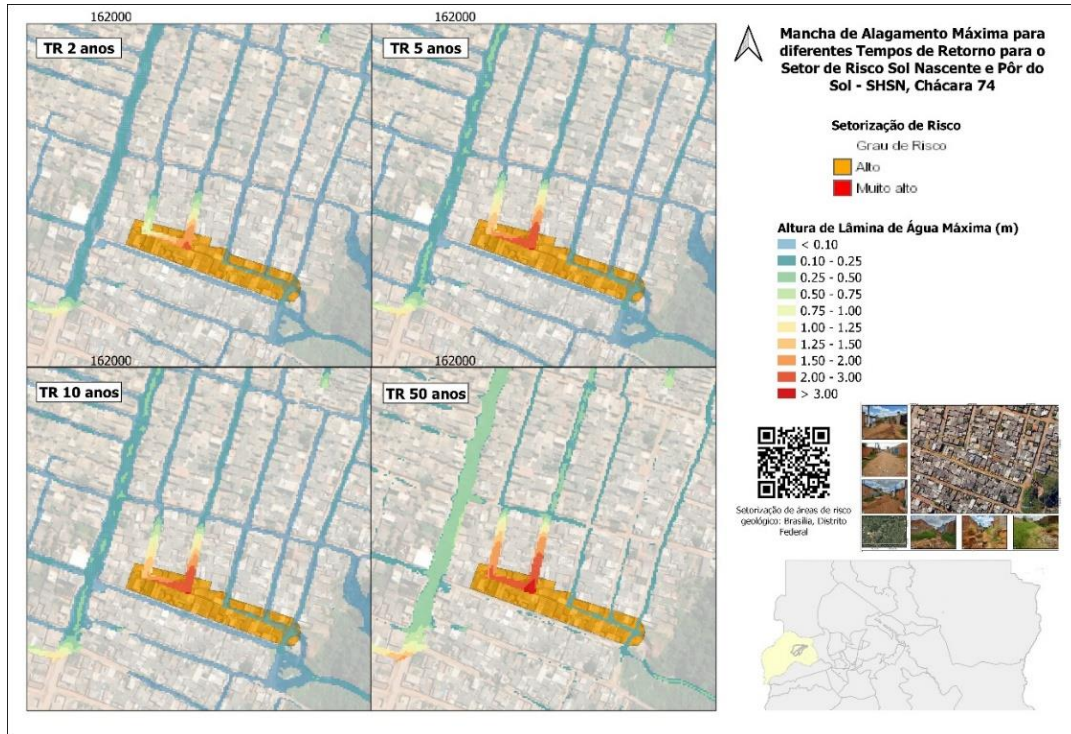 162000
162000
TR 2 anos
TR 5 anos
162000
162000
TR 10 anos
TR 50 anos
Mancha de Alagamento Máxima para
diferentes Tempos de Retorno para o
Setor de Risco Sol Nascente e Pôr do
Sol - SHSN, Chácara 74
Setorização de Risco
Grau de Risco
Alto
Muito alto
Altura de Lâmina de Água Máxima (m)
< 0.10
0.10 - 0.25
0.25 - 0.50
0.50 - 0.75
0.75 - 1.00
1.00 - 1.25
1.25 - 1.50
1.50 - 2.00
2.00 - 3.00
> 3.00
Setorização de áreas de risco
geológico: Brasília, Distrito
Federal